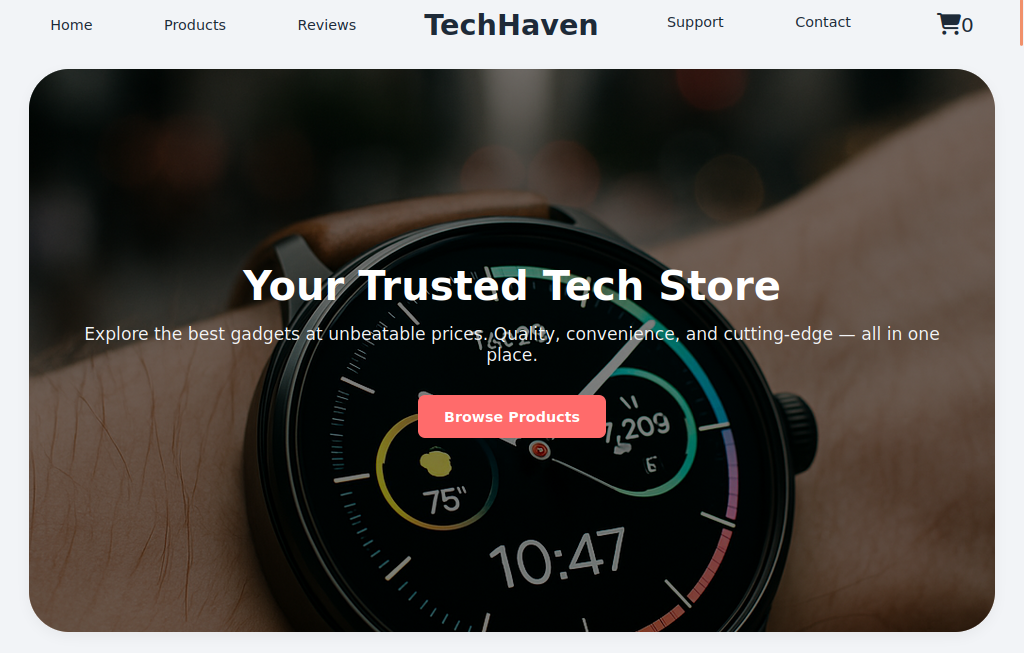 Home Products Reviews TechHaven Support Contact 0
Your Trusted Tech Store
Explore the best gadgets at unbeatable prices. Quality, convenience, and cutting-edge — all in one
place.
Browse Products
7,209
6
75"
10:47